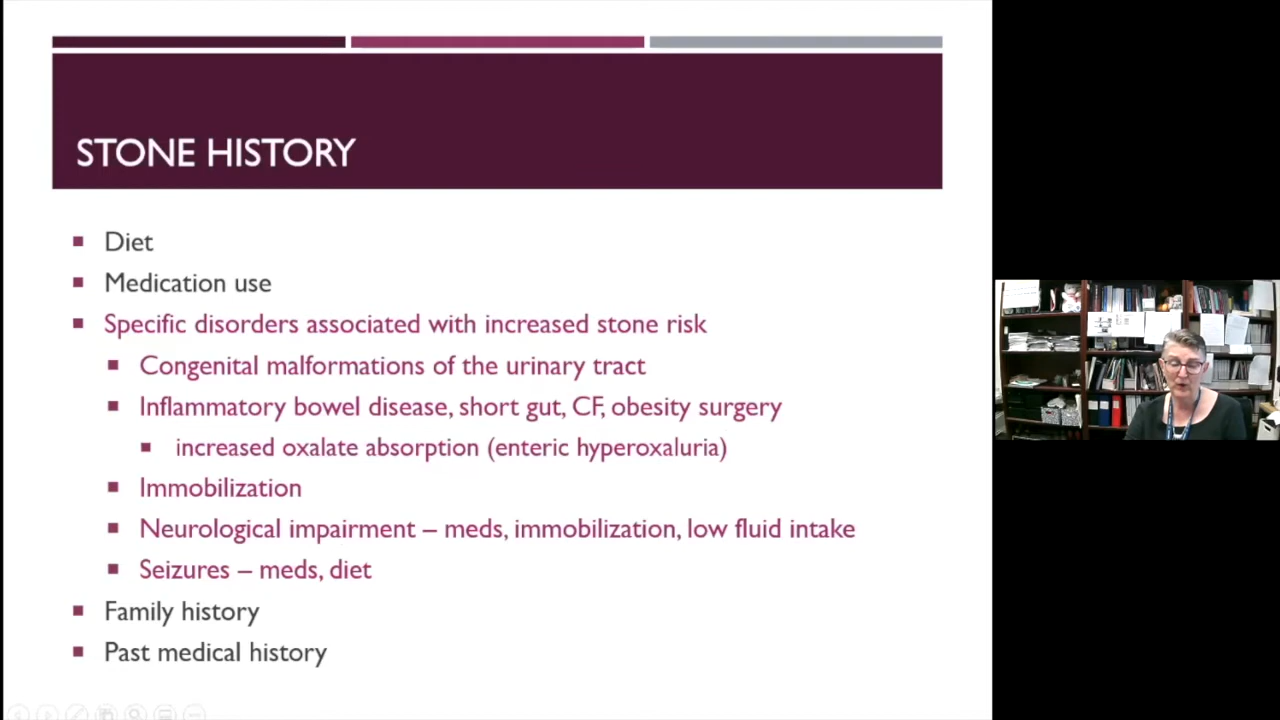 STONE HISTORY
Diet
Medication use
Specific disorders associated with increased stone risk
Congenital malformations of the urinary tract
Inflammatory bowel disease, short gut, CF, obesity surgery
increased oxalate absorption (enteric hyperoxaluria)
Immobilization
Neurological impairment – meds, immobilization, low fluid intake
Seizures – meds, diet
Family history
Past medical history